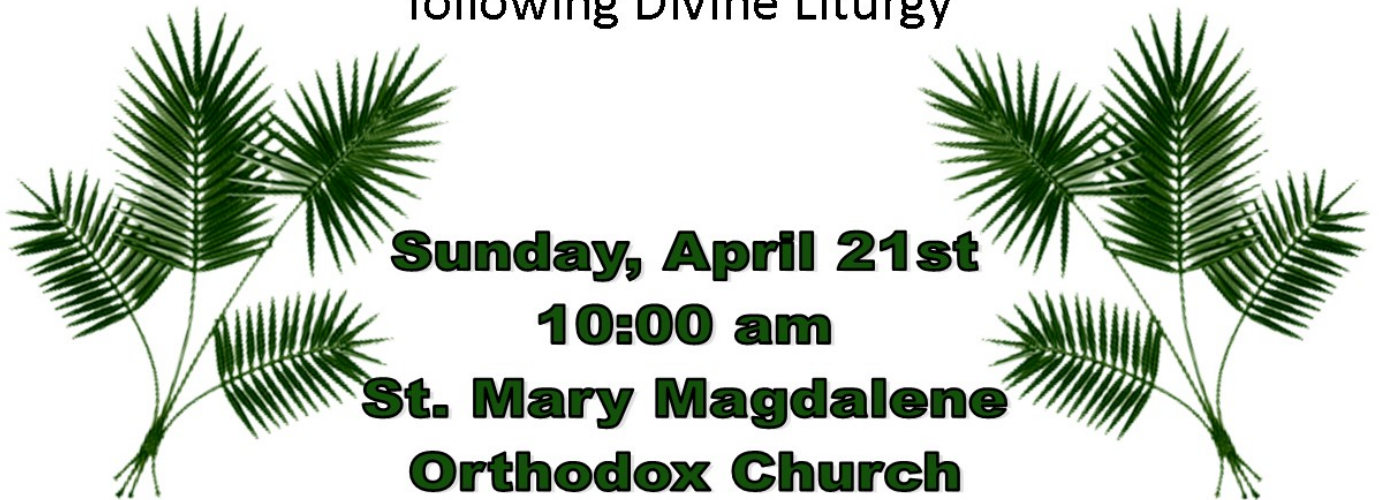 following Divine Liturgy
Sunday, April 21st
10:00 am
St. Mary Magdalene
Orthodox Church